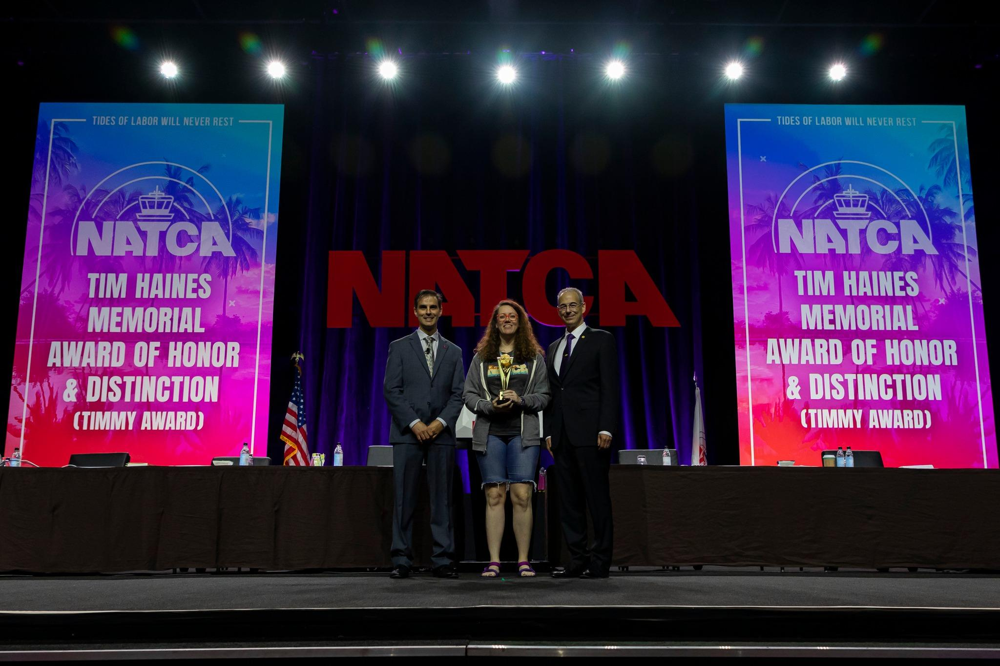 TIDES OF LABOR WILL NEVER REST
NATCA
TIM HAINES
MEMORIAL
AWARD OF HONOR
& DISTINCTION
(TIMMY AWARD)
NATCA
TIDES OF LABOR WILL NEVER REST
NATCA
TIM HAINES
MEMORIAL
AWARD OF HONOR
& DISTINCTION
(TIMMY AWARD)